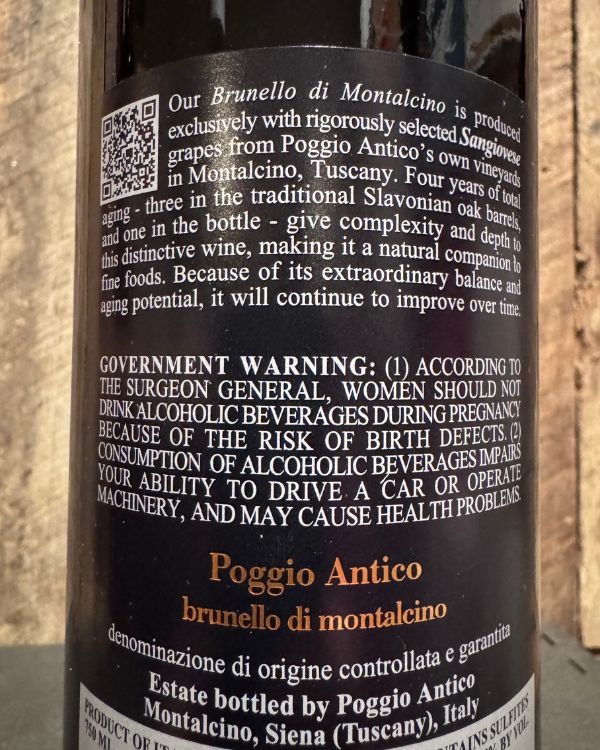 Our Brunello di Montalcino is produced
exclusively with rigorously selected Sangiovese
grapes from Poggio Antico's own vineyards
in Montalcino, Tuscany. Four years of total
aging - three in the traditional Slavonian oak barrels,
and one in the bottle - give complexity and depth to
this distinctive wine, making it a natural companion to
fine foods. Because of its extraordinary balance and
aging potential, it will continue to improve over time.
GOVERNMENT WARNING: (1) ACCORDING TO
THE SURGEON GENERAL, WOMEN SHOULD NOT
DRINK ALCOHOLIC BEVERAGES DURING PREGNANCY
BECAUSE OF THE RISK OF BIRTH DEFECTS. (2)
CONSUMPTION OF ALCOHOLIC BEVERAGES IMPAIRS
YOUR ABILITY TO DRIVE A CAR OR OPERATE
MACHINERY, AND MAY CAUSE HEALTH PROBLEMS.
Poggio Antico
brunello di montalcino
denominazione di origine controllata e garantita
Estate bottled by Poggio Antico
Montalcino, Siena (Tuscany), Italy
PRODUCT OF
SULFITES
750 ML
BY VOL.